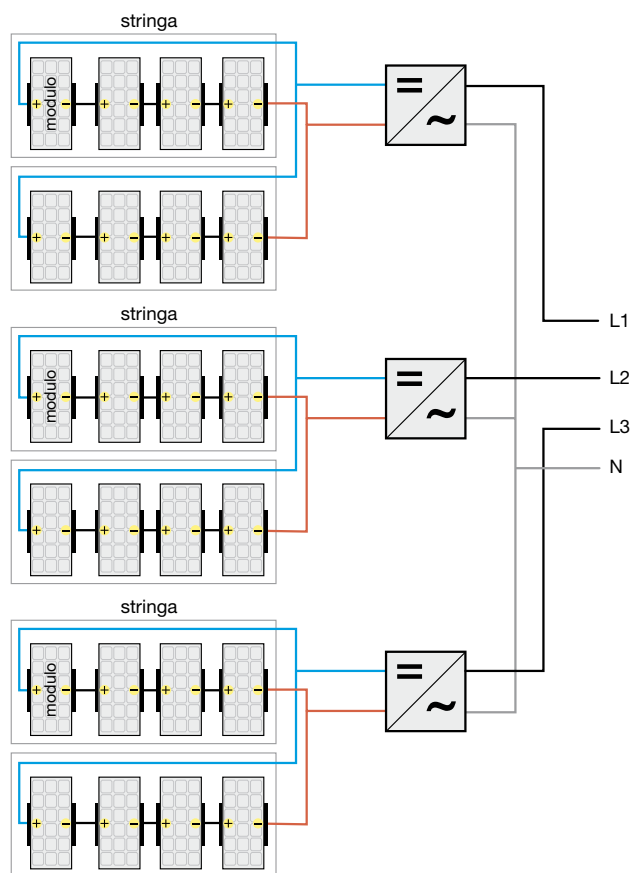 stringa
modulo
+ − + − + − + −
= ~
+ − + − + − + −
L1
stringa
modulo
+ − + − + − + −
= ~
L2
L3
N
+ − + − + − + −
stringa
modulo
+ − + − + − + −
= ~
+ − + − + − + −